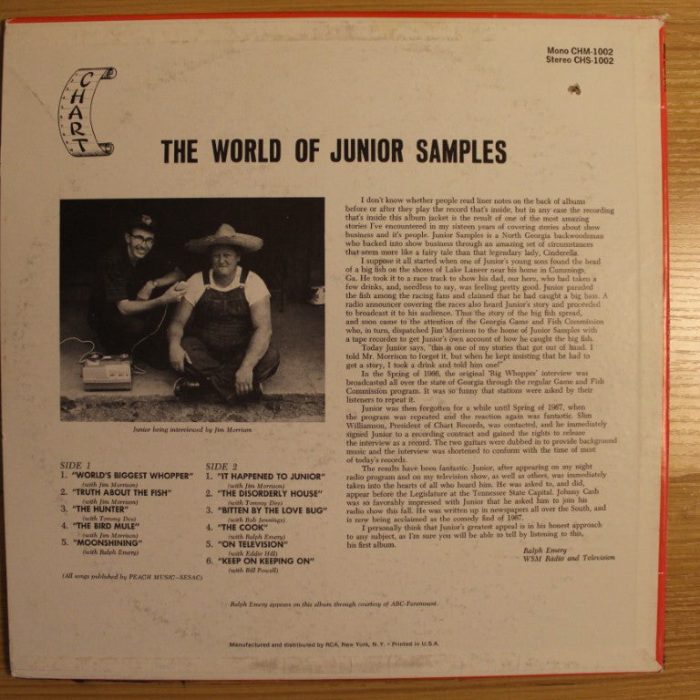 Mono CHM-1002
Stereo CHS-1002
CHART
THE WORLD OF JUNIOR SAMPLES
I don't know whether people read liner notes on the back of albums
before or after they play the record that's inside, but in any case the recording
that's inside this album jacket is the result of one of the most amazing
stories I've encountered in my sixteen years of covering stories about show
business and it's people. Junior Samples is a North Georgia backwoodsman
who backed into show business through an amazing set of circumstances
that seem more like a fairy tale than that legendary lady, Cinderella.
I suppose it all started when one of Junior's young sons found the head
of a big fish on the shores of Lake Laneer near his home in Cummings,
Ga. He took it to a race track to show his dad, our hero, who had taken a
few drinks, and, needless to say, was feeling pretty good. Junior paraded
the fish among the racing fans and claimed that he had caught a big bass. A
radio announcer covering the races also heard Junior's story and proceeded
to broadcast it to his audience. Thus the story of the big fish spread,
and soon came to the attention of the Georgia Game and Fish Commission
who, in turn, dispatched Jim Morrison to the home of Junior Samples with
a tape recorder to get Junior's own account of how he caught the big fish.
Today Junior says, "this is one of my stories that got out of hand. I
told Mr. Morrison to forget it, but when he kept insisting that he had to
get a story, I took a drink and told him one!"
In the Spring of 1966, the original 'Big Whopper' interview was
broadcast all over the state of Georgia through the regular Game and Fish
Commission program. It was so funny that stations were asked by their
listeners to repeat it.
Junior was then forgotten for a while until Spring of 1967, when
the program was repeated and the reaction again was fantastic. Slim
Williamson, President of Chart Records, was contacted, and he immediately
signed Junior to a recording contract and gained the rights to release
the interview as a record. The two guitars were dubbed in to provide background
music and the interview was shortened to conform with the time of most
of today's records.
The results have been fantastic. Junior, after appearing on my night
radio program and on my television show, as well as others, was immediately
taken into the hearts of all who heard him. He was asked to, and did,
appear before the Legislature at the Tennessee State Capitol. Johnny Cash
was so favorably impressed with Junior that he asked him to join his
radio show this fall. He was written up in newspapers all over the South, and
is now being acclaimed as the comedy find of 1967.
I personally think that Junior's greatest appeal is in his honest approach
to any subject, as I'm sure you will be able to tell by listening to this,
his first album.
Ralph Emery
WSM Radio and Television
Junior being interviewed by Jim Morrison
SIDE 1
1. "WORLD'S BIGGEST WHOPPER"
(with Jim Morrison)
2. "TRUTH ABOUT THE FISH"
(with Jim Morrison)
3. "THE HUNTER"
(with Tommy Dov)
4. "THE BIRD MULE"
(with Jim Morrison)
5. "MOONSHINING"
(with Ralph Emery)
SIDE 2
1. "IT HAPPENED TO JUNIOR"
(with Jim Morrison)
2. "THE DISORDERLY HOUSE"
(with Tommy Dov)
3. "BITTEN BY THE LOVE BUG"
(with Bob Jennings)
4. "THE COOK"
(with Ralph Emery)
5. "ON TELEVISION"
(with Eddie Hill)
6. "KEEP ON KEEPING ON"
(with Bill Powell)
(All songs published by PEACH MUSIC—SESAC)
Ralph Emery appears on this album through courtesy of ABC-Paramount.
Manufactured and distributed by RCA, New York, N. Y. • Printed in U.S.A.